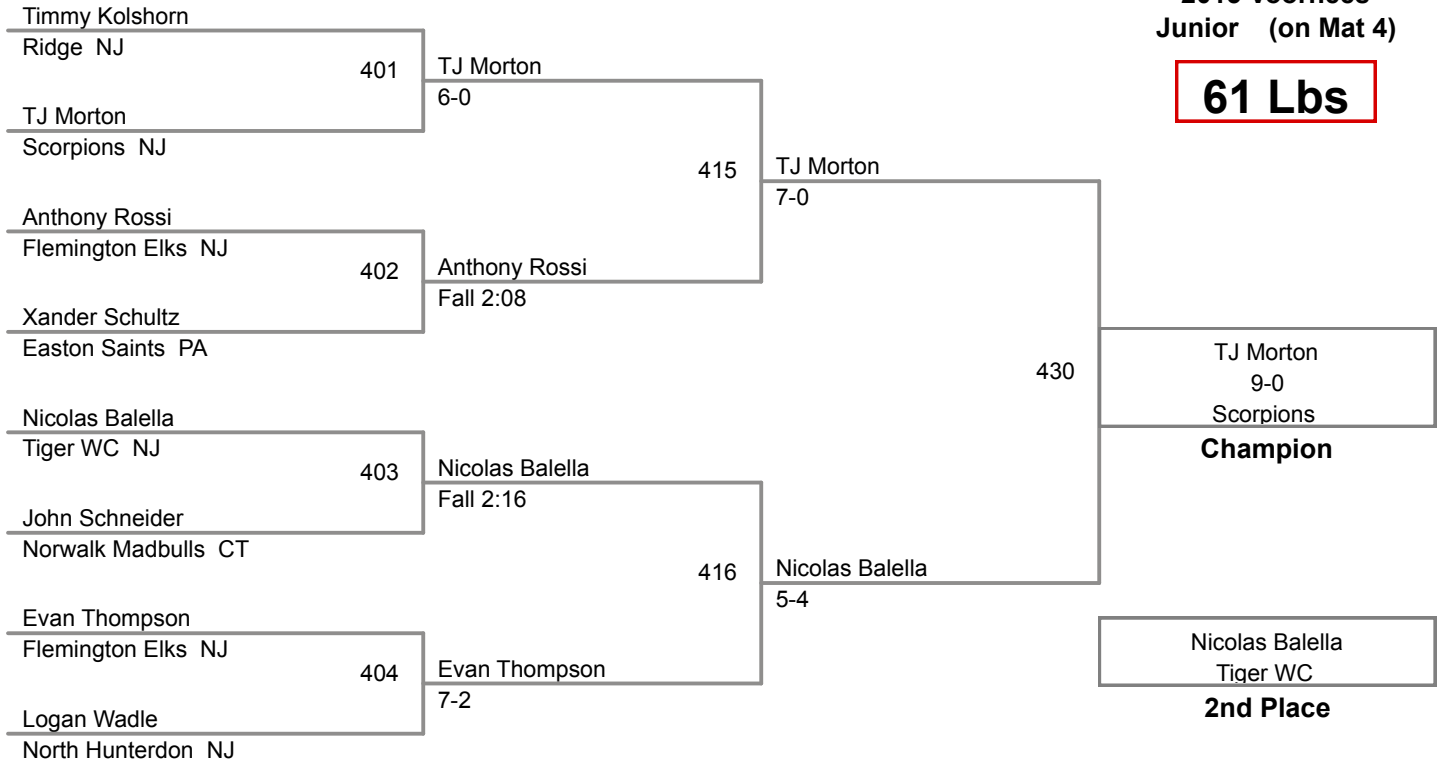 Junior (on Mat 4)
61 Lbs
Timmy Kolshorn
Ridge NJ
401
TJ Morton
6-0
TJ Morton
Scorpions NJ
415
TJ Morton
7-0
Anthony Rossi
Flemington Elks NJ
402
Anthony Rossi
Fall 2:08
Xander Schultz
Easton Saints PA
430
TJ Morton
9-0
Scorpions
Champion
Nicolas Balella
Tiger WC NJ
403
Nicolas Balella
Fall 2:16
John Schneider
Norwalk Madbulls CT
416
Nicolas Balella
5-4
Evan Thompson
Flemington Elks NJ
404
Evan Thompson
7-2
Logan Wadle
North Hunterdon NJ
Nicolas Balella
Tiger WC
2nd Place